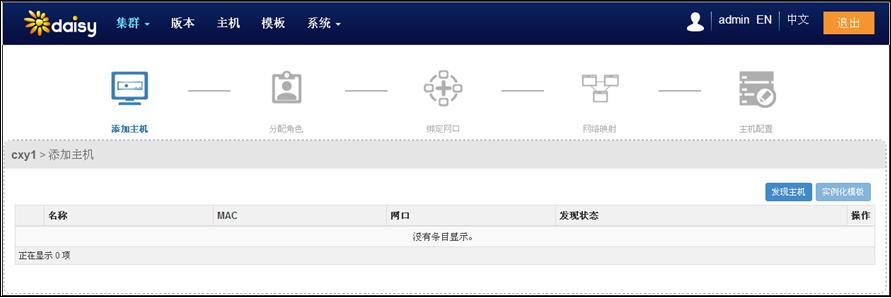 daisy 集群 版本 主机 模板 系统 admin EN 中文 退出
添加主机 分配角色 绑定网口 网络映射 主机配置
cxy1 > 添加主机
发现主机 实例化模板
名称 MAC 网口 发现状态 操作
没有条目显示。
正在显示 0 项